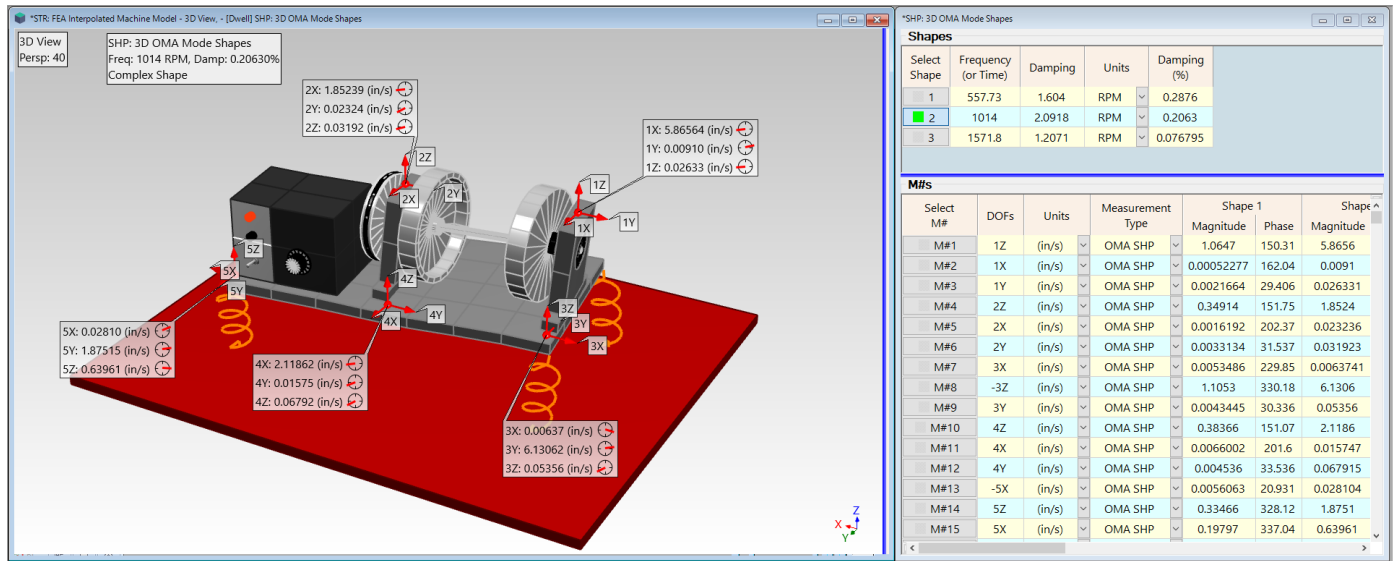 *STR: FEA Interpolated Machine Model - 3D View, - [Dwell] SHP: 3D OMA Mode Shapes
3D View
Persp: 40
SHP: 3D OMA Mode Shapes
Freq: 1014 RPM, Damp: 0.20630%
Complex Shape
2X: 1.85239 (in/s)
2Y: 0.02324 (in/s)
2Z: 0.03192 (in/s)
1X: 5.86564 (in/s)
1Y: 0.00910 (in/s)
1Z: 0.02633 (in/s)
2Z
2X
2Y
1Z
1Y
1X
5Z
5X
5Y
4Z
4Y
4X
3Z
3Y
3X
5X: 0.02810 (in/s)
5Y: 1.87515 (in/s)
5Z: 0.63961 (in/s)
4X: 2.11862 (in/s)
4Y: 0.01575 (in/s)
4Z: 0.06792 (in/s)
3X: 0.00637 (in/s)
3Y: 6.13062 (in/s)
3Z: 0.05356 (in/s)
Z
X
Y
*SHP: 3D OMA Mode Shapes
Shapes
Select Shape Frequency (or Time) Damping Units Damping (%)
1 557.73 1.604 RPM 0.2876
2 1014 2.0918 RPM 0.2063
3 1571.8 1.2071 RPM 0.076795
M#s
Select M# DOFs Units Measurement Type Shape 1 Magnitude Phase Shape Magnitude
M#1 1Z (in/s) OMA SHP 1.0647 150.31 5.8656
M#2 1X (in/s) OMA SHP 0.00052277 162.04 0.0091
M#3 1Y (in/s) OMA SHP 0.0021664 29.406 0.026331
M#4 2Z (in/s) OMA SHP 0.34914 151.75 1.8524
M#5 2X (in/s) OMA SHP 0.0016192 202.37 0.023236
M#6 2Y (in/s) OMA SHP 0.0033134 31.537 0.031923
M#7 3X (in/s) OMA SHP 0.0053486 229.85 0.0063741
M#8 -3Z (in/s) OMA SHP 1.1053 330.18 6.1306
M#9 3Y (in/s) OMA SHP 0.0043445 30.336 0.05356
M#10 4Z (in/s) OMA SHP 0.38366 151.07 2.1186
M#11 4X (in/s) OMA SHP 0.0066002 201.6 0.015747
M#12 4Y (in/s) OMA SHP 0.004536 33.536 0.067915
M#13 -5X (in/s) OMA SHP 0.0056063 20.931 0.028104
M#14 5Z (in/s) OMA SHP 0.33466 328.12 1.8751
M#15 5X (in/s) OMA SHP 0.19797 337.04 0.63961